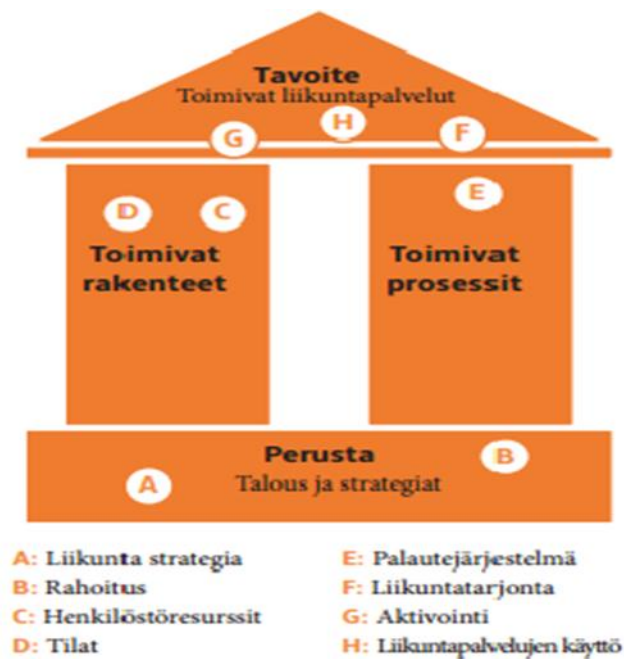 Tavoite
Toimivat liikuntapalvelut
G
H
F
D
C
E
Toimivat
rakenteet
Toimivat
prosessit
Perusta
Talous ja strategiat
A
B
A: Liikunta strategia
B: Rahoitus
C: Henkilöstöresurssit
D: Tilat
E: Palautejärjestelmä
F: Liikuntatarjonta
G: Aktivointi
H: Liikuntapalvelujen käyttö